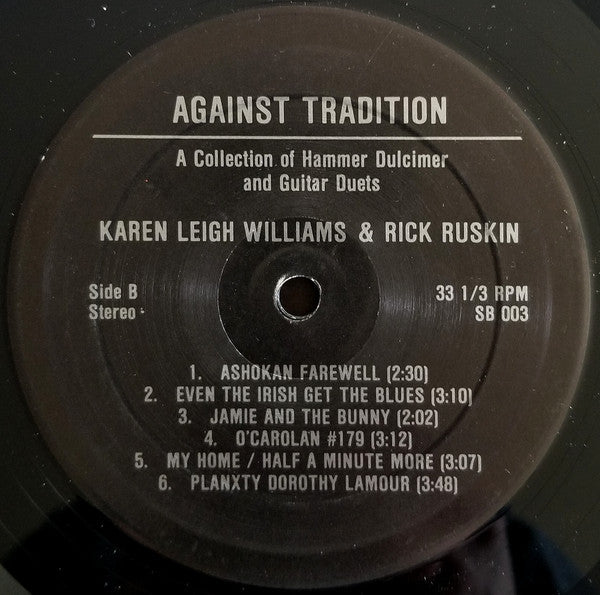 AGAINST TRADITION
A Collection of Hammer Dulcimer
and Guitar Duets
KAREN LEIGH WILLIAMS & RICK RUSKIN
Side B
Stereo
33 1/3 RPM
SB 003
1. ASHOKAN FAREWELL (2:30)
2. EVEN THE IRISH GET THE BLUES (3:10)
3. JAMIE AND THE BUNNY (2:02)
4. O'CAROLAN #179 (3:12)
5. MY HOME / HALF A MINUTE MORE (3:07)
6. PLANXTY DOROTHY LAMOUR (3:48)